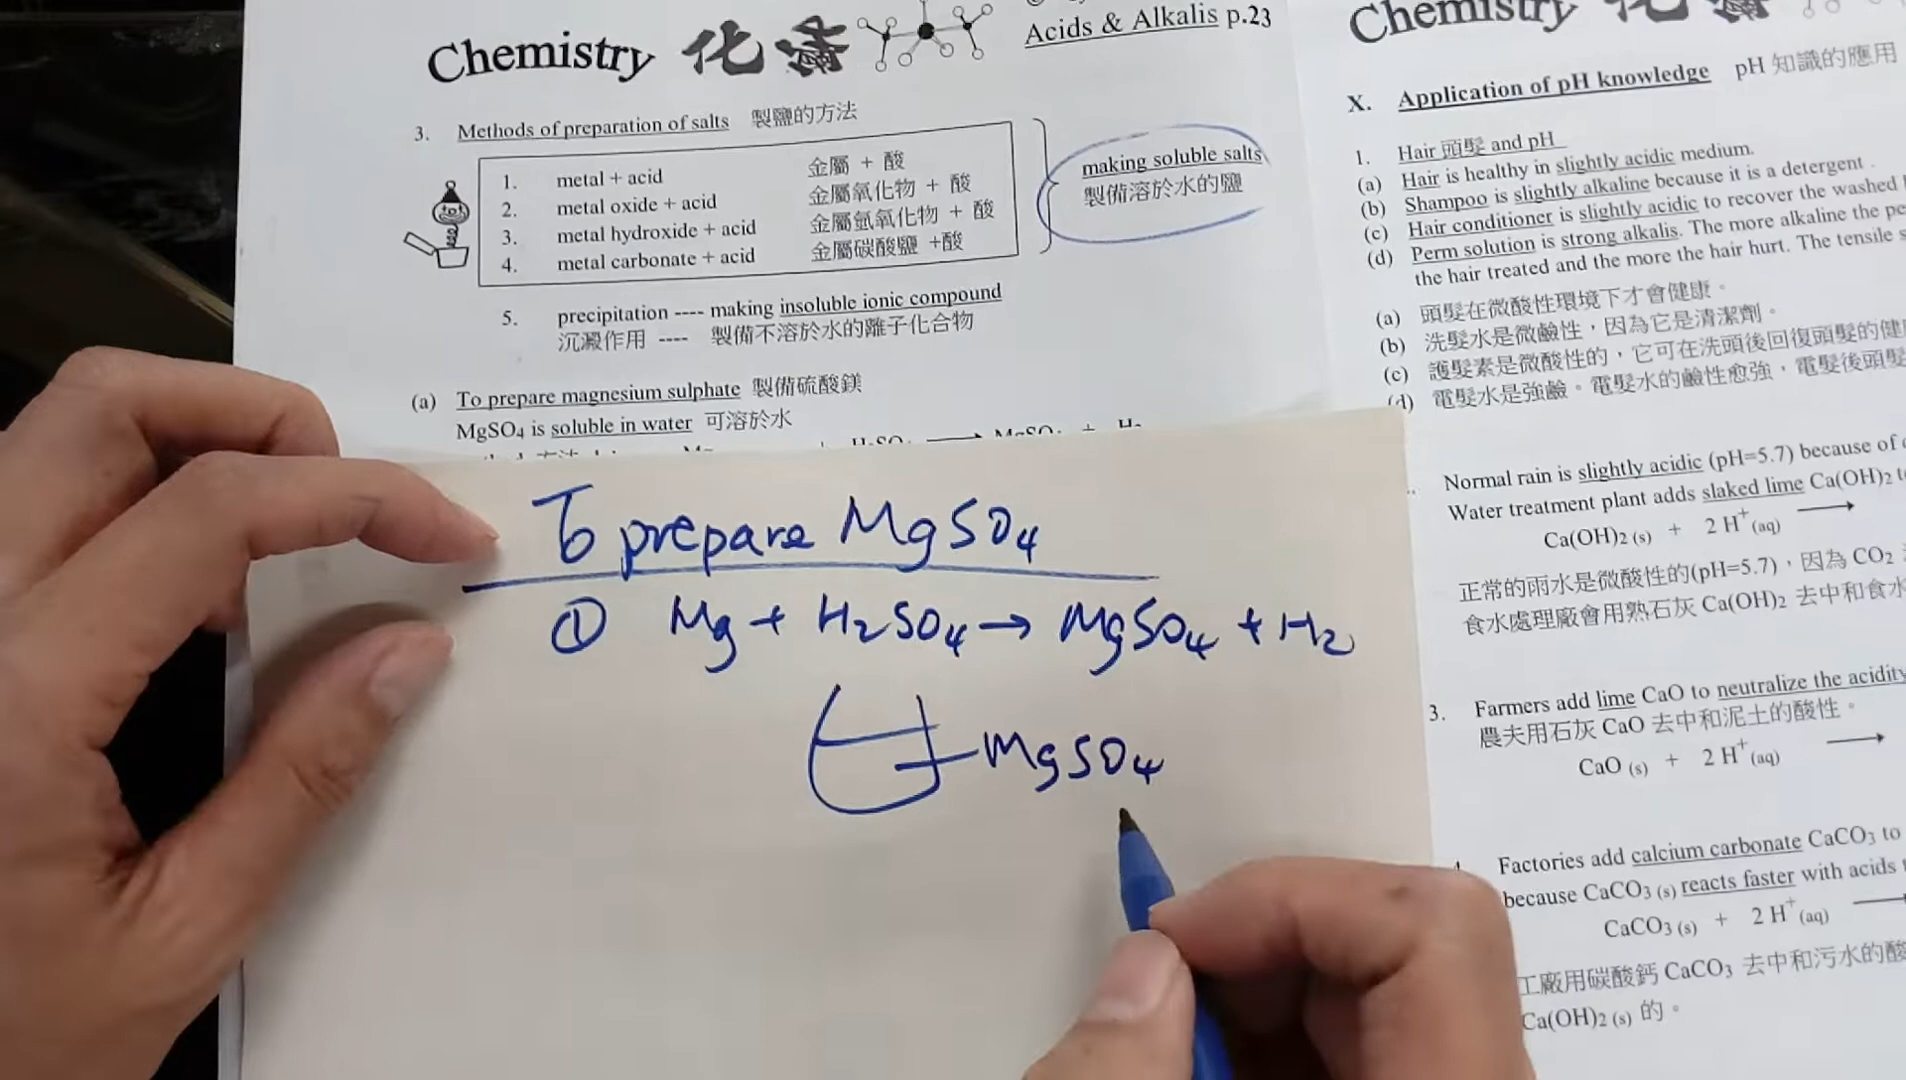 Chemistry 化
Acids & Alkalis p.23
3. Methods of preparation of salts 製鹽的方法
1. metal + acid 金屬 + 酸
2. metal oxide + acid 金屬氧化物 + 酸
3. metal hydroxide + acid 金屬氫氧化物 + 酸
4. metal carbonate + acid 金屬碳酸鹽 +酸
making soluble salts
製備溶於水的鹽
5. precipitation ---- making insoluble ionic compound
沉澱作用 ---- 製備不溶於水的離子化合物
(a) To prepare magnesium sulphate 製備硫酸鎂
MgSO4 is soluble in water 可溶於水
To prepare MgSO4
① Mg + H2SO4 → MgSO4 + H2
MgSO4
Chemistry 化
X. Application of pH knowledge pH 知識的應用
1. Hair 頭髮 and pH
(a) Hair is healthy in slightly acidic medium.
(b) Shampoo is slightly alkaline because it is a detergent .
(c) Hair conditioner is slightly acidic to recover the washed
(d) Perm solution is strong alkalis. The more alkaline the
the hair treated and the more the hair hurt. The tensile
(a) 頭髮在微酸性環境下才會健康。
(b) 洗髮水是微鹼性，因為它是清潔劑。
(c) 護髮素是微酸性的，它可在洗頭後回復頭髮的健
(d) 電髮水是強鹼。電髮水的鹼性愈強，電髮後頭髮
Normal rain is slightly acidic (pH=5.7) because of
Water treatment plant adds slaked lime Ca(OH)2
Ca(OH)2 (s) + 2 H+(aq) →
正常的雨水是微酸性的(pH=5.7)，因為 CO2
食水處理廠會用熟石灰 Ca(OH)2 去中和食水
3. Farmers add lime CaO to neutralize the acidity
農夫用石灰 CaO 去中和泥土的酸性。
CaO (s) + 2 H+(aq) →
Factories add calcium carbonate CaCO3 to
because CaCO3 (s) reacts faster with acids
CaCO3 (s) + 2 H+(aq) →
工廠用碳酸鈣 CaCO3 去中和污水的酸
Ca(OH)2 (s) 的。